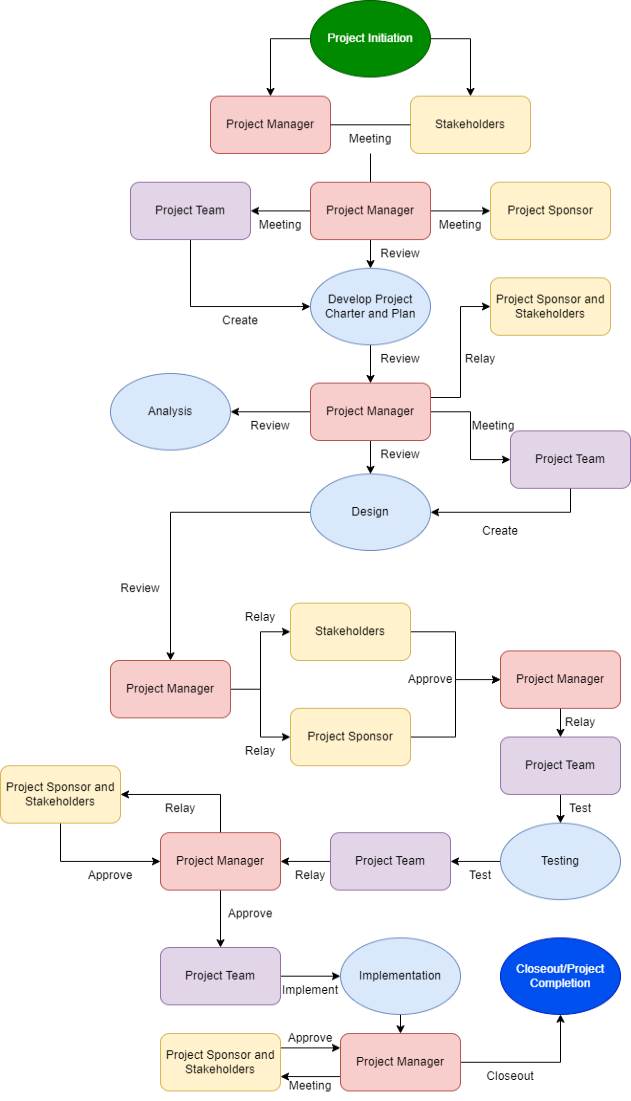 Project Initiation
Project Manager
Stakeholders
Meeting
Project Team
Project Manager
Project Sponsor
Meeting
Meeting
Review
Develop Project
Charter and Plan
Project Sponsor and
Stakeholders
Create
Review
Relay
Analysis
Project Manager
Review
Meeting
Review
Project Team
Design
Create
Review
Relay
Stakeholders
Project Manager
Approve
Project Manager
Relay
Project Sponsor
Relay
Project Team
Project Sponsor and
Stakeholders
Relay
Test
Project Manager
Project Team
Testing
Approve
Relay
Test
Approve
Project Team
Implementation
Closeout/Project
Completion
Implement
Approve
Project Sponsor and
Stakeholders
Project Manager
Meeting
Closeout